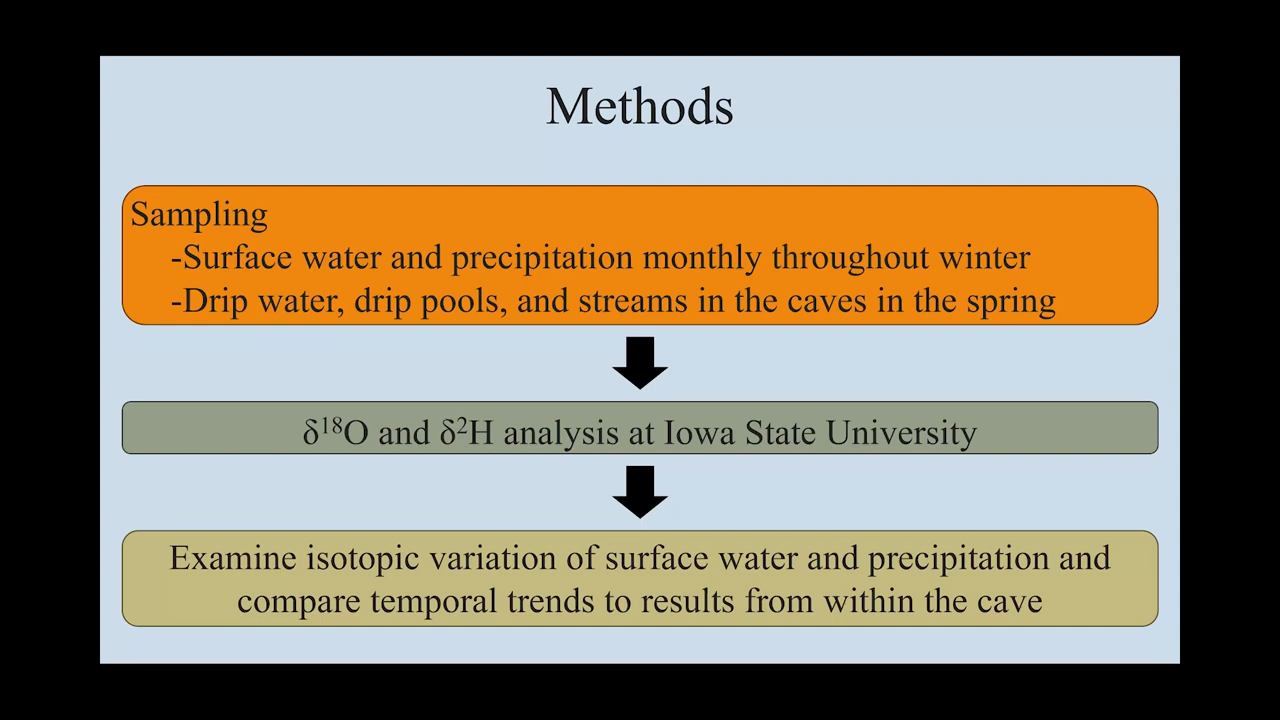 Methods
Sampling
-Surface water and precipitation monthly throughout winter
-Drip water, drip pools, and streams in the caves in the spring
δ¹⁸O and δ²H analysis at Iowa State University
Examine isotopic variation of surface water and precipitation and
compare temporal trends to results from within the cave